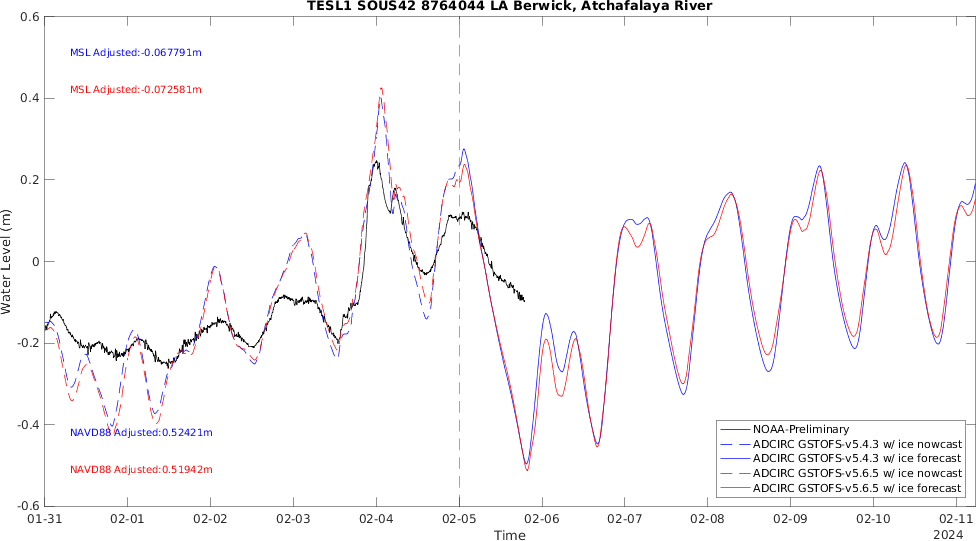 TESL1 SOUS42 8764044 LA Berwick, Atchafalaya River
0.6
0.4
0.2
0
-0.2
-0.4
-0.6
Water Level (m)
MSL Adjusted:-0.067791m
MSL Adjusted:-0.072581m
NAVD88 Adjusted:0.52421m
NAVD88 Adjusted:0.51942m
NOAA-Preliminary
ADCIRC GSTOFS-v5.4.3 w/ ice nowcast
ADCIRC GSTOFS-v5.4.3 w/ ice forecast
ADCIRC GSTOFS-v5.6.5 w/ ice nowcast
ADCIRC GSTOFS-v5.6.5 w/ ice forecast
01-31 02-01 02-02 02-03 02-04 02-05 02-06 02-07 02-08 02-09 02-10 02-11
Time
2024